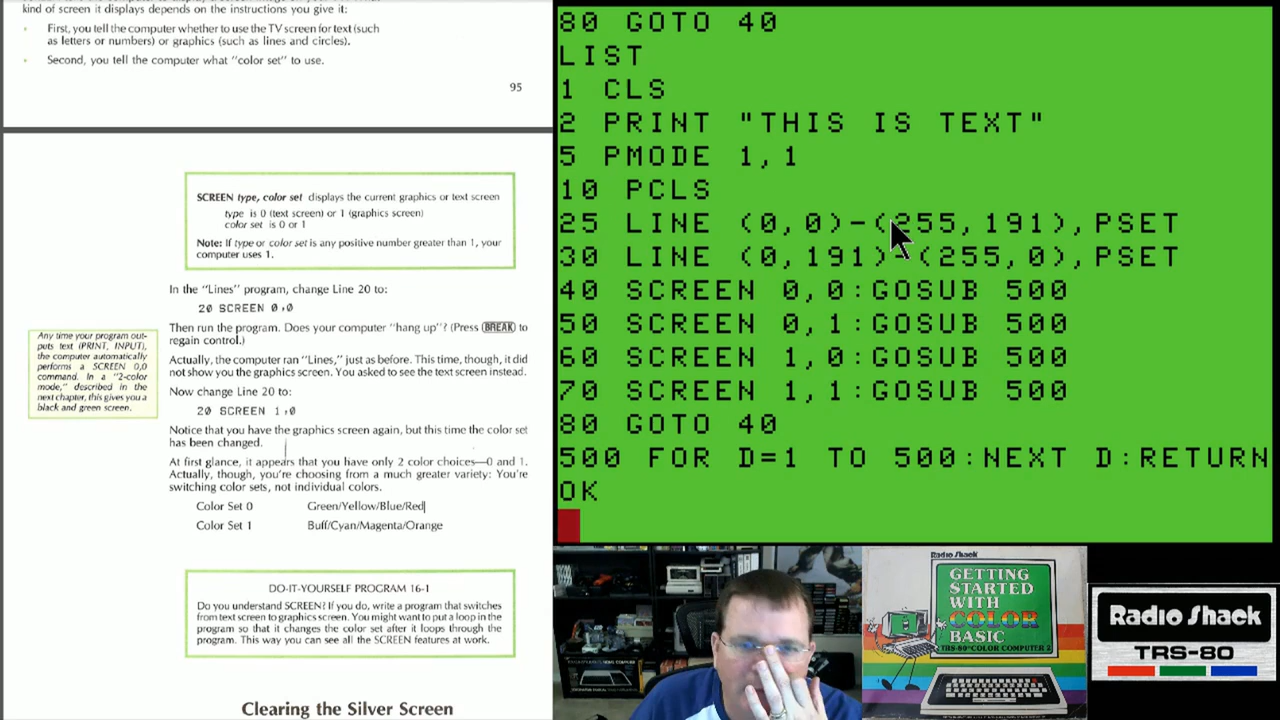 kind of screen it displays depends on the instructions you give it:
First, you tell the computer whether to use the TV screen for text (such
as letters or numbers) or graphics (such as lines and circles).
Second, you tell the computer what "color set" to use.
95
SCREEN type, color set displays the current graphics or text screen
type is 0 (text screen) or 1 (graphics screen)
color set is 0 or 1
Note: If type or color set is any positive number greater than 1, your
computer uses 1.
In the "Lines" program, change Line 20 to:
20 SCREEN 0,0
Then run the program. Does your computer "hang up"? (Press BREAK to
regain control.)
Actually, the computer ran "Lines," just as before. This time, though, it did
not show you the graphics screen. You asked to see the text screen instead.
Now change Line 20 to:
20 SCREEN 1,0
Notice that you have the graphics screen again, but this time the color set
has been changed.
At first glance, it appears that you have only 2 color choices—0 and 1.
Actually, though, you're choosing from a much greater variety: You're
switching color sets, not individual colors.
Color Set 0 Green/Yellow/Blue/Red
Color Set 1 Buff/Cyan/Magenta/Orange
Any time your program out-
puts text (PRINT, INPUT),
the computer automatically
performs a SCREEN 0,0
command. In a "2-color
mode," described in the
next chapter, this gives you a
black and green screen.
DO-IT-YOURSELF PROGRAM 16-1
Do you understand SCREEN? If you do, write a program that switches
from text screen to graphics screen. You might want to put a loop in the
program so that it changes the color set after it loops through the
program. This way you can see all the SCREEN features at work.
Clearing the Silver Screen
80 GOTO 40
LIST
1 CLS
2 PRINT "THIS IS TEXT"
5 PMODE 1,1
10 PCLS
25 LINE (0,0)-(255,191),PSET
30 LINE (0,191)-(255,0),PSET
40 SCREEN 0,0:GOSUB 500
50 SCREEN 0,1:GOSUB 500
60 SCREEN 1,0:GOSUB 500
70 SCREEN 1,1:GOSUB 500
80 GOTO 40
500 FOR D=1 TO 500:NEXT D:RETURN
OK
Radio Shack
GETTING
STARTED
WITH
COLOR
BASIC
TRS-80 COLOR COMPUTER 2
Radio Shack
TRS-80